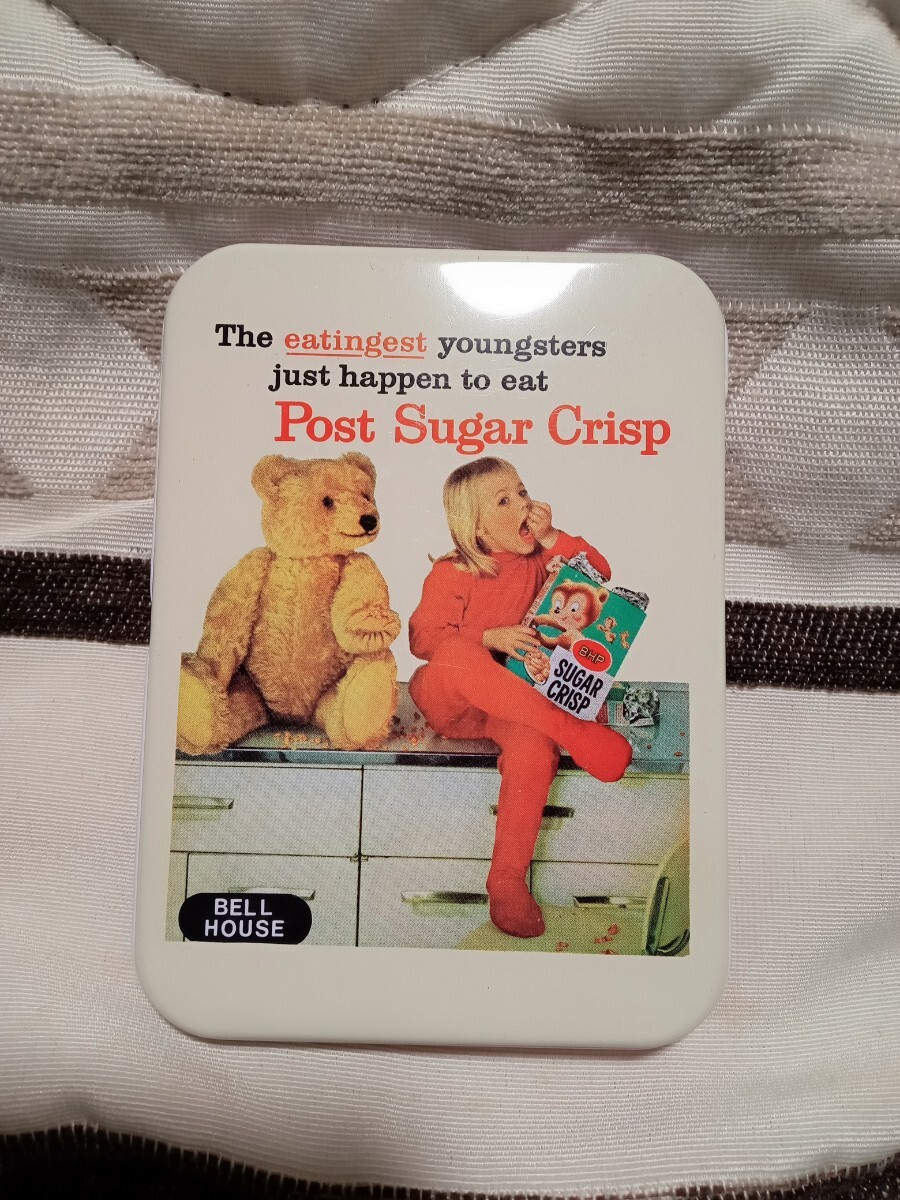 The eatingest youngsters
just happen to eat
Post Sugar Crisp
BHP
SUGAR
CRISP
BELL
HOUSE